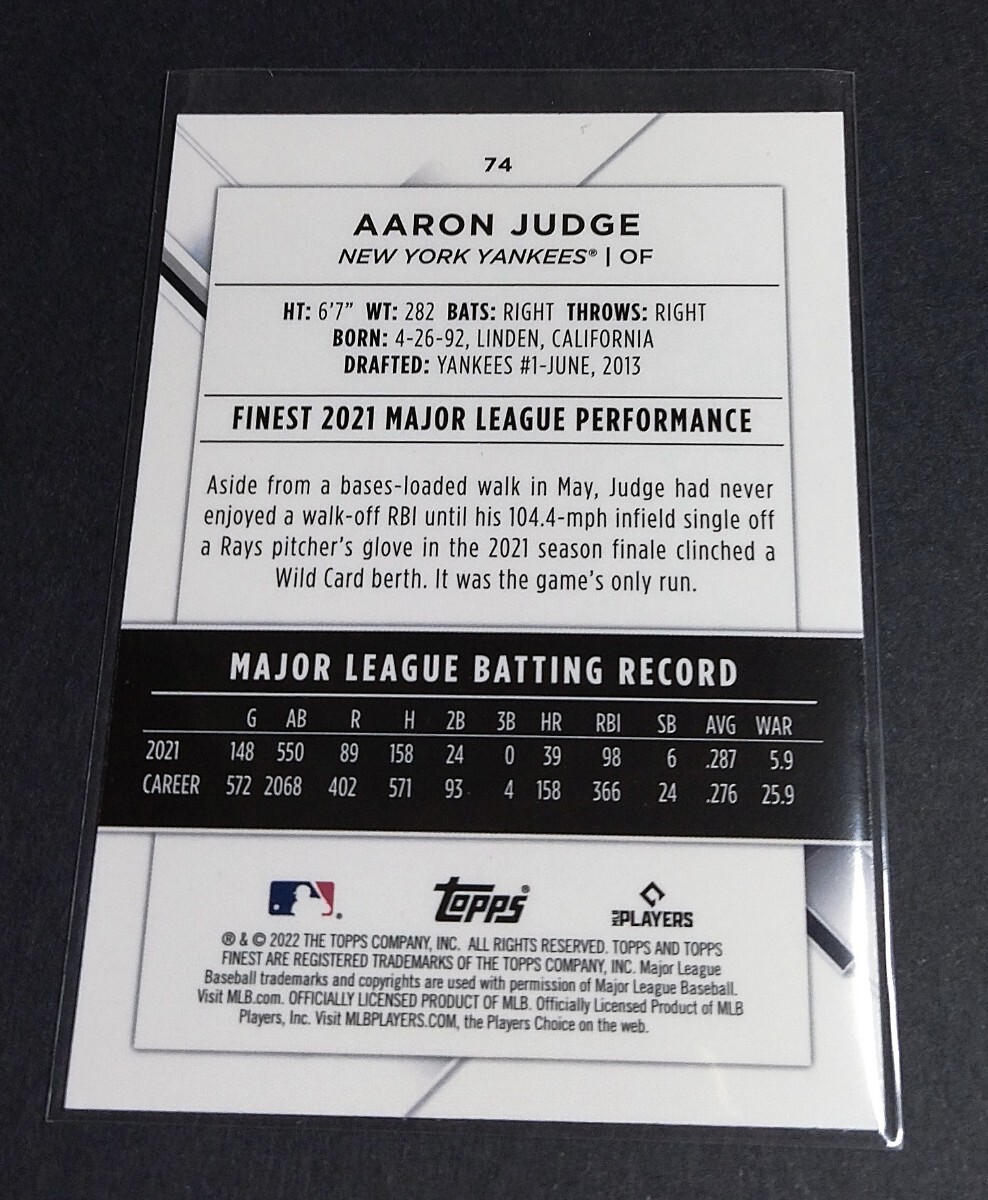 74
AARON JUDGE
NEW YORK YANKEES® | OF
HT: 6'7" WT: 282 BATS: RIGHT THROWS: RIGHT
BORN: 4-26-92, LINDEN, CALIFORNIA
DRAFTED: YANKEES #1-JUNE, 2013
FINEST 2021 MAJOR LEAGUE PERFORMANCE
Aside from a bases-loaded walk in May, Judge had never
enjoyed a walk-off RBI until his 104.4-mph infield single off
a Rays pitcher's glove in the 2021 season finale clinched a
Wild Card berth. It was the game's only run.
MAJOR LEAGUE BATTING RECORD
G AB R H 2B 3B HR RBI SB AVG WAR
2021 148 550 89 158 24 0 39 98 6 .287 5.9
CAREER 572 2068 402 571 93 4 158 366 24 .276 25.9
topps® MLB PLAYERS
® & © 2022 THE TOPPS COMPANY, INC. ALL RIGHTS RESERVED. TOPPS AND TOPPS
FINEST ARE REGISTERED TRADEMARKS OF THE TOPPS COMPANY, INC. Major League
Baseball trademarks and copyrights are used with permission of Major League Baseball.
Visit MLB.com. OFFICIALLY LICENSED PRODUCT OF MLB. Officially Licensed Product of MLB
Players, Inc. Visit MLBPLAYERS.COM, the Players Choice on the web.